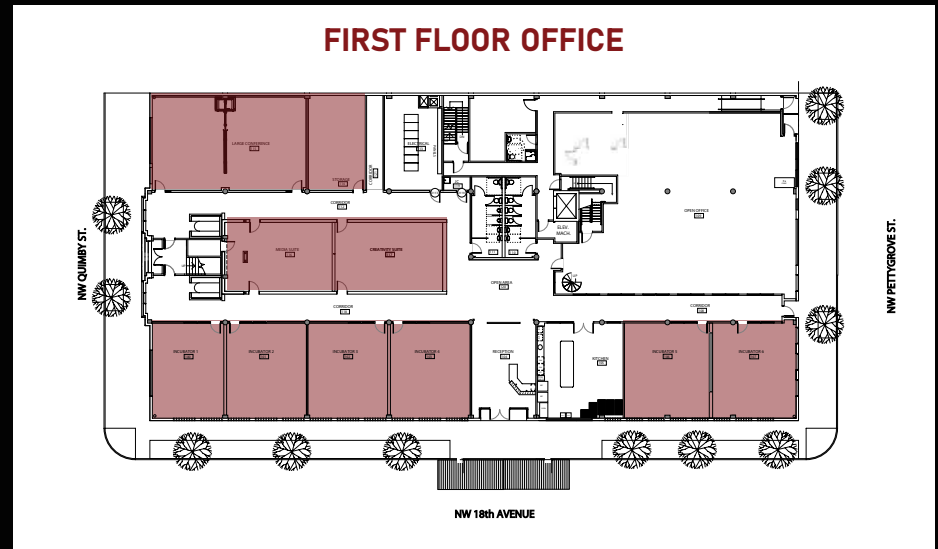 FIRST FLOOR OFFICE
LARGE CONFERENCE
STORAGE
CORRIDOR
ELECTRICAL
CORRIDOR
OPEN OFFICE
ELEV.
MACH.
MEDIA SUITE
CREATIVITY SUITE
OPEN AREA
UP
CORRIDOR
CORRIDOR
INCUBATOR 1
INCUBATOR 2
INCUBATOR 3
INCUBATOR 4
RECEPTION
KITCHEN
INCUBATOR 5
INCUBATOR 6
NW QUIMBY ST.
NW PETTYGROVE ST.
NW 18th AVENUE